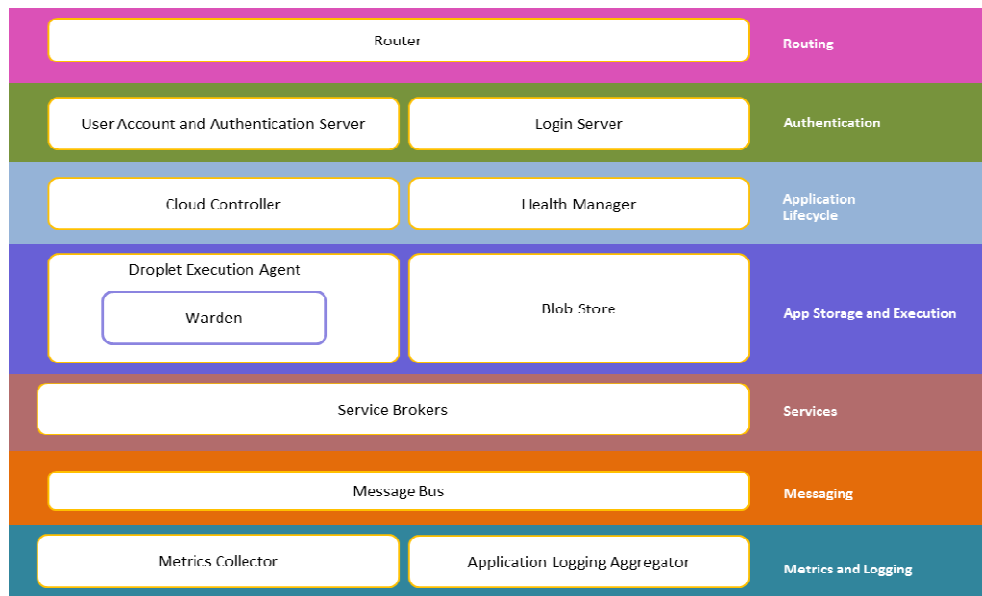 Router
Routing
User Account and Authentication Server
Login Server
Authentication
Cloud Controller
Health Manager
Application
Lifecycle
Droplet Execution Agent
Warden
Blob Store
App Storage and Execution
Service Brokers
Services
Message Bus
Messaging
Metrics Collector
Application Logging Aggregator
Metrics and Logging